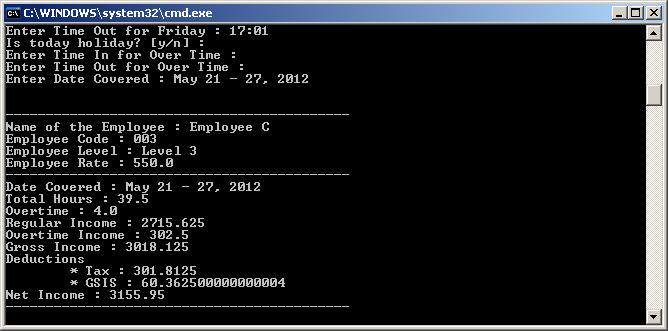 C:\WINDOWS\system32\cmd.exe
Enter Time Out for Friday : 17:01
Is today holiday? [y/n] :
Enter Time In for Over Time :
Enter Time Out for Over Time :
Enter Date Covered : May 21 - 27, 2012
-------------------------------------------
Name of the Employee : Employee C
Employee Code : 003
Employee Level : Level 3
Employee Rate : 550.0
-------------------------------------------
Date Covered : May 21 - 27, 2012
Total Hours : 39.5
Overtime : 4.0
Regular Income : 2715.625
Overtime Income : 302.5
Gross Income : 3018.125
Deductions
* Tax : 301.8125
* GSIS : 60.362500000000004
Net Income : 3155.95
-------------------------------------------